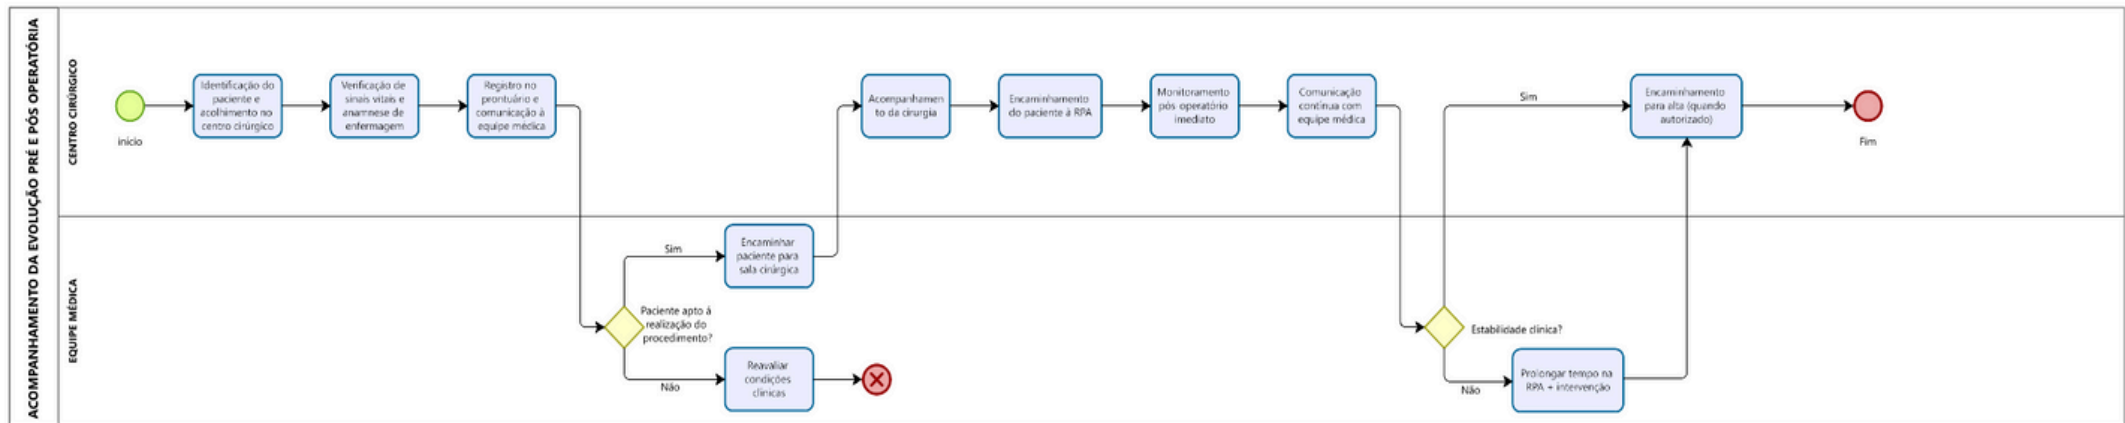 ACOMPANHAMENTO DA EVOLUÇÃO PRÉ E PÓS OPERATÓRIA
CENTRO CIRÚRGICO
início
Identificação do
paciente e
acolhimento no
centro cirúrgico
Verificação de
sinais vitais e
anamnese de
enfermagem
Registro no
prontuário e
comunicação à
equipe médica
Acompanhamen
to da cirurgia
Encaminhamento
do paciente à RPA
Monitoramento
pós operatório
imediato
Comunicação
contínua com
equipe médica
Sim
Encaminhamento
para alta (quando
autorizado)
Fim
EQUIPE MÉDICA
Paciente apto à
realização do
procedimento?
Sim
Encaminhar
paciente para
sala cirúrgica
Não
Reavaliar
condições
clínicas
Estabilidade clínica?
Não
Prolongar tempo na
RPA + intervenção